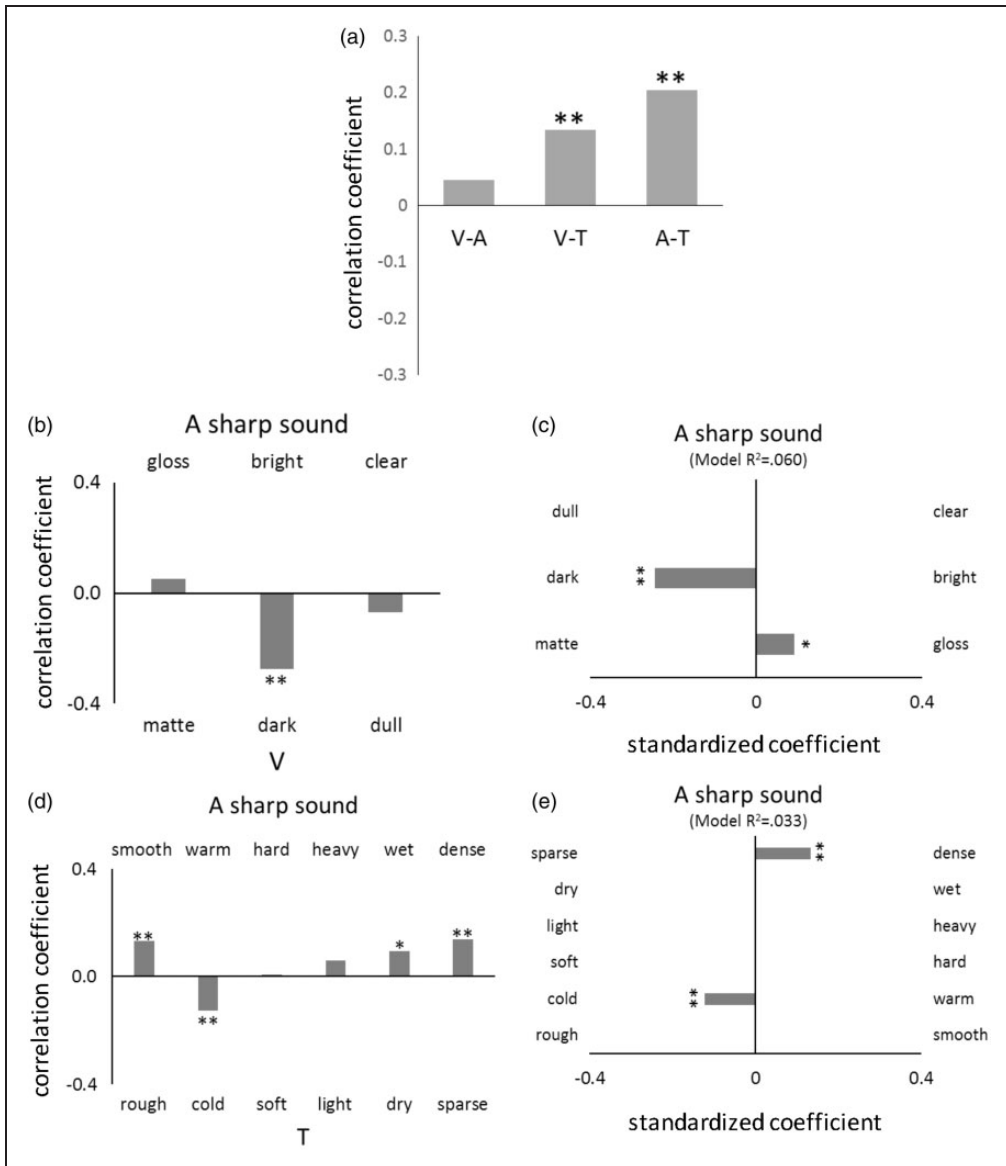 (a)
0.3
0.2
0.1
0
-0.1
-0.2
-0.3
correlation coefficient
** **
V-A V-T A-T
(b)
A sharp sound
gloss bright clear
0.4
0.0
-0.4
correlation coefficient
**
matte dark dull
V
(c)
A sharp sound
(Model R²=.060)
dull clear
dark ** bright
matte * gloss
-0.4 0 0.4
standardized coefficient
(d)
A sharp sound
smooth warm hard heavy wet dense
0.4
0.0
-0.4
correlation coefficient
** ** * **
rough cold soft light dry sparse
T
(e)
A sharp sound
(Model R²=.033)
sparse ** dense
dry wet
light heavy
soft hard
cold ** warm
rough smooth
-0.4 0 0.4
standardized coefficient